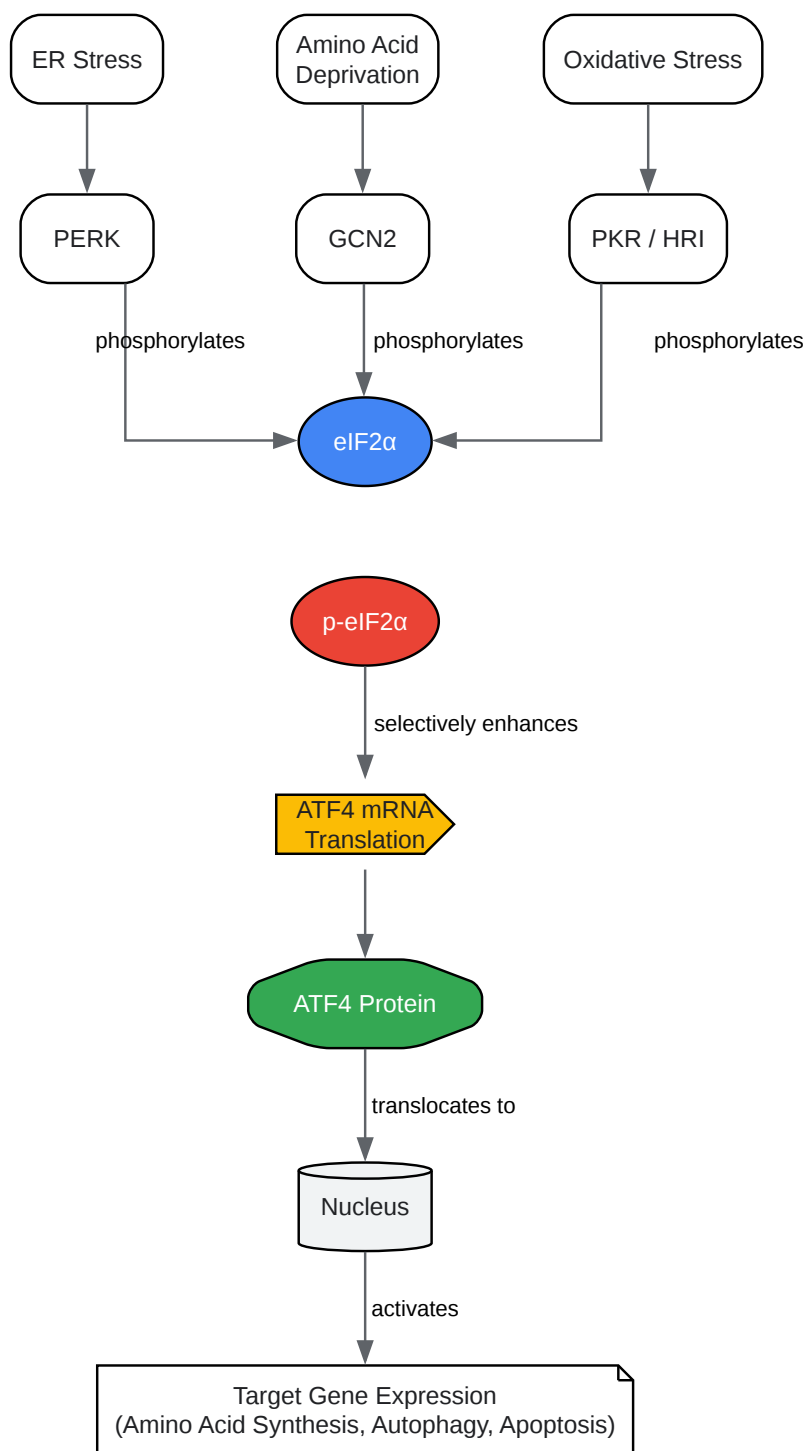 ER Stress
Amino Acid
Deprivation
Oxidative Stress
PERK
GCN2
PKR / HRI
phosphorylates
phosphorylates
phosphorylates
eIF2α
p-eIF2α
selectively enhances
ATF4 mRNA
Translation
ATF4 Protein
translocates to
Nucleus
activates
Target Gene Expression
(Amino Acid Synthesis, Autophagy, Apoptosis)